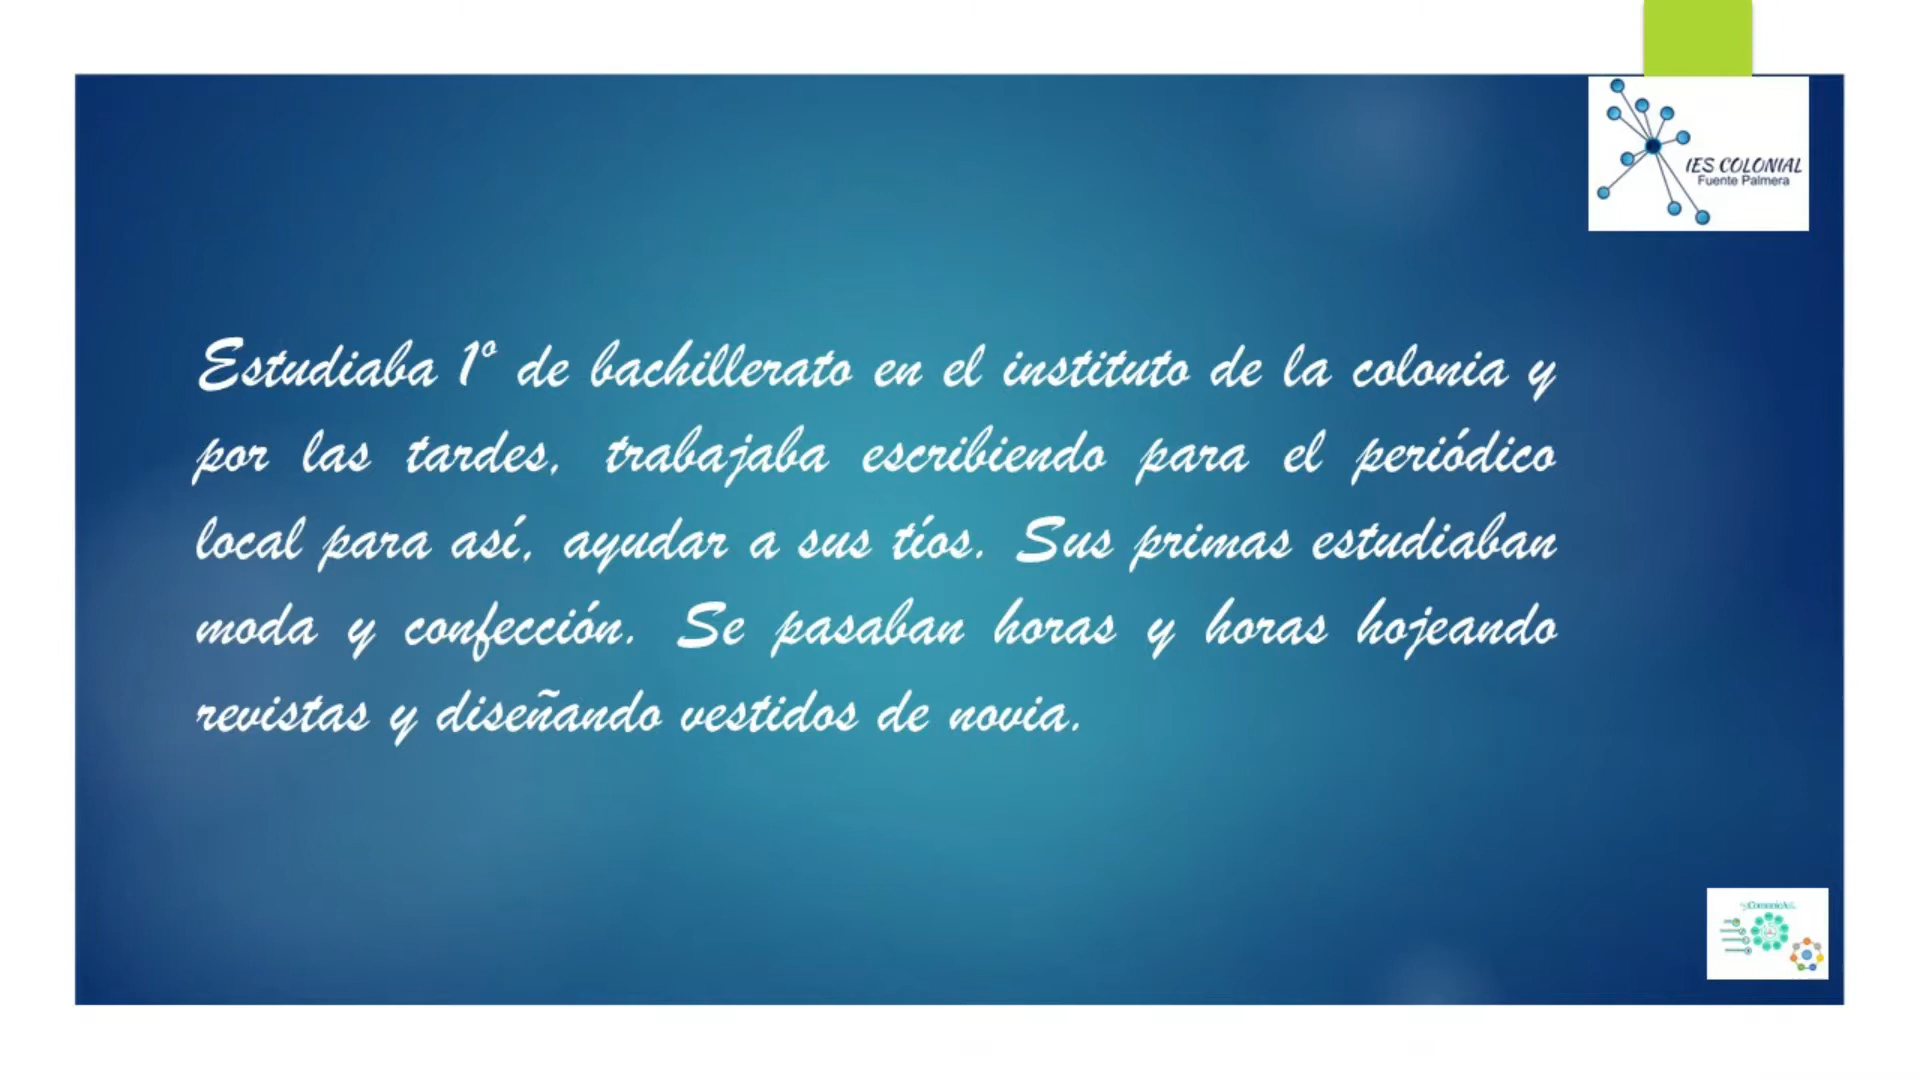 IES COLONIAL
Fuente Palmera
Estudiaba 1º de bachillerato en el instituto de la colonia y
por las tardes, trabajaba escribiendo para el periódico
local para así, ayudar a sus tíos. Sus primas estudiaban
moda y confección. Se pasaban horas y horas hojeando
revistas y diseñando vestidos de novia.